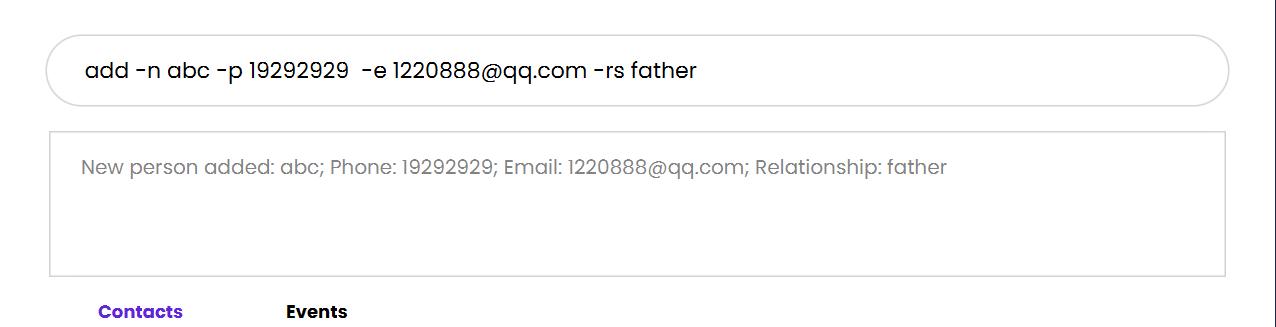 add -n abc -p 19292929  -e 1220888@qq.com -rs father
New person added: abc; Phone: 19292929; Email: 1220888@qq.com; Relationship: father
Contacts Events